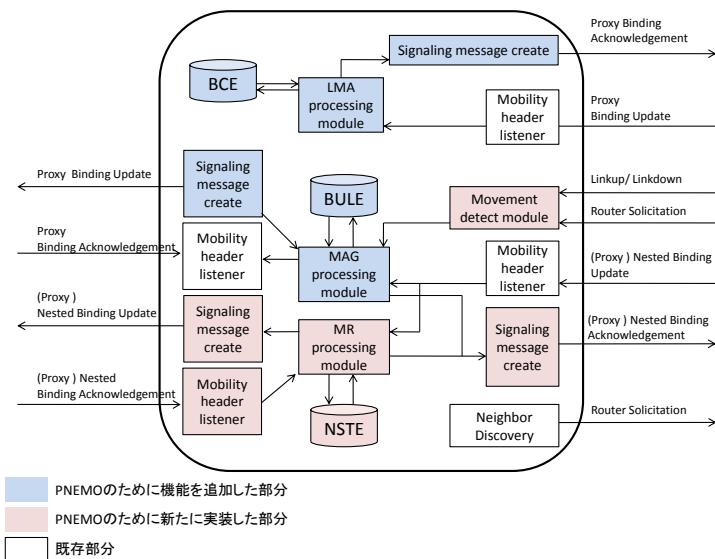 Signaling message create
Proxy Binding
Acknowledgement
BCE
LMA
processing
module
Mobility
header
listener
Proxy
Binding Update
Proxy  Binding Update
Signaling
message
create
BULE
Movement
detect module
Linkup/ Linkdown
Router Solicitation
Proxy
Binding Acknowledgement
Mobility
header
listener
MAG
processing
module
Mobility
header
listener
(Proxy ) Nested Binding
Update
(Proxy )
Nested Binding Update
Signaling
message
create
MR
processing
module
Signaling
message
create
(Proxy ) Nested Binding
Acknowledgement
(Proxy ) Nested
Binding Acknowledgement
Mobility
header
listener
NSTE
Neighbor
Discovery
Router Solicitation
PNEMOのために機能を追加した部分
PNEMOのために新たに実装した部分
既存部分